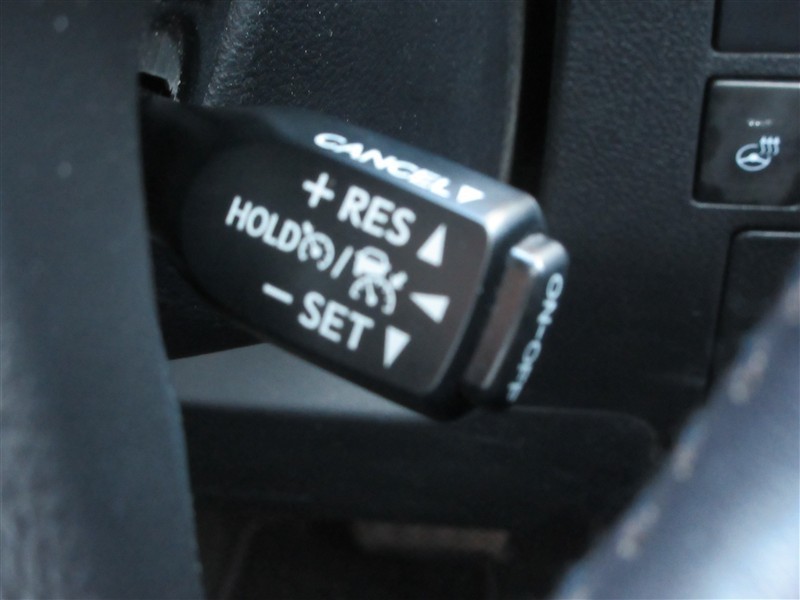 CANCEL
+ RES
HOLD /
- SET
ON-OFF